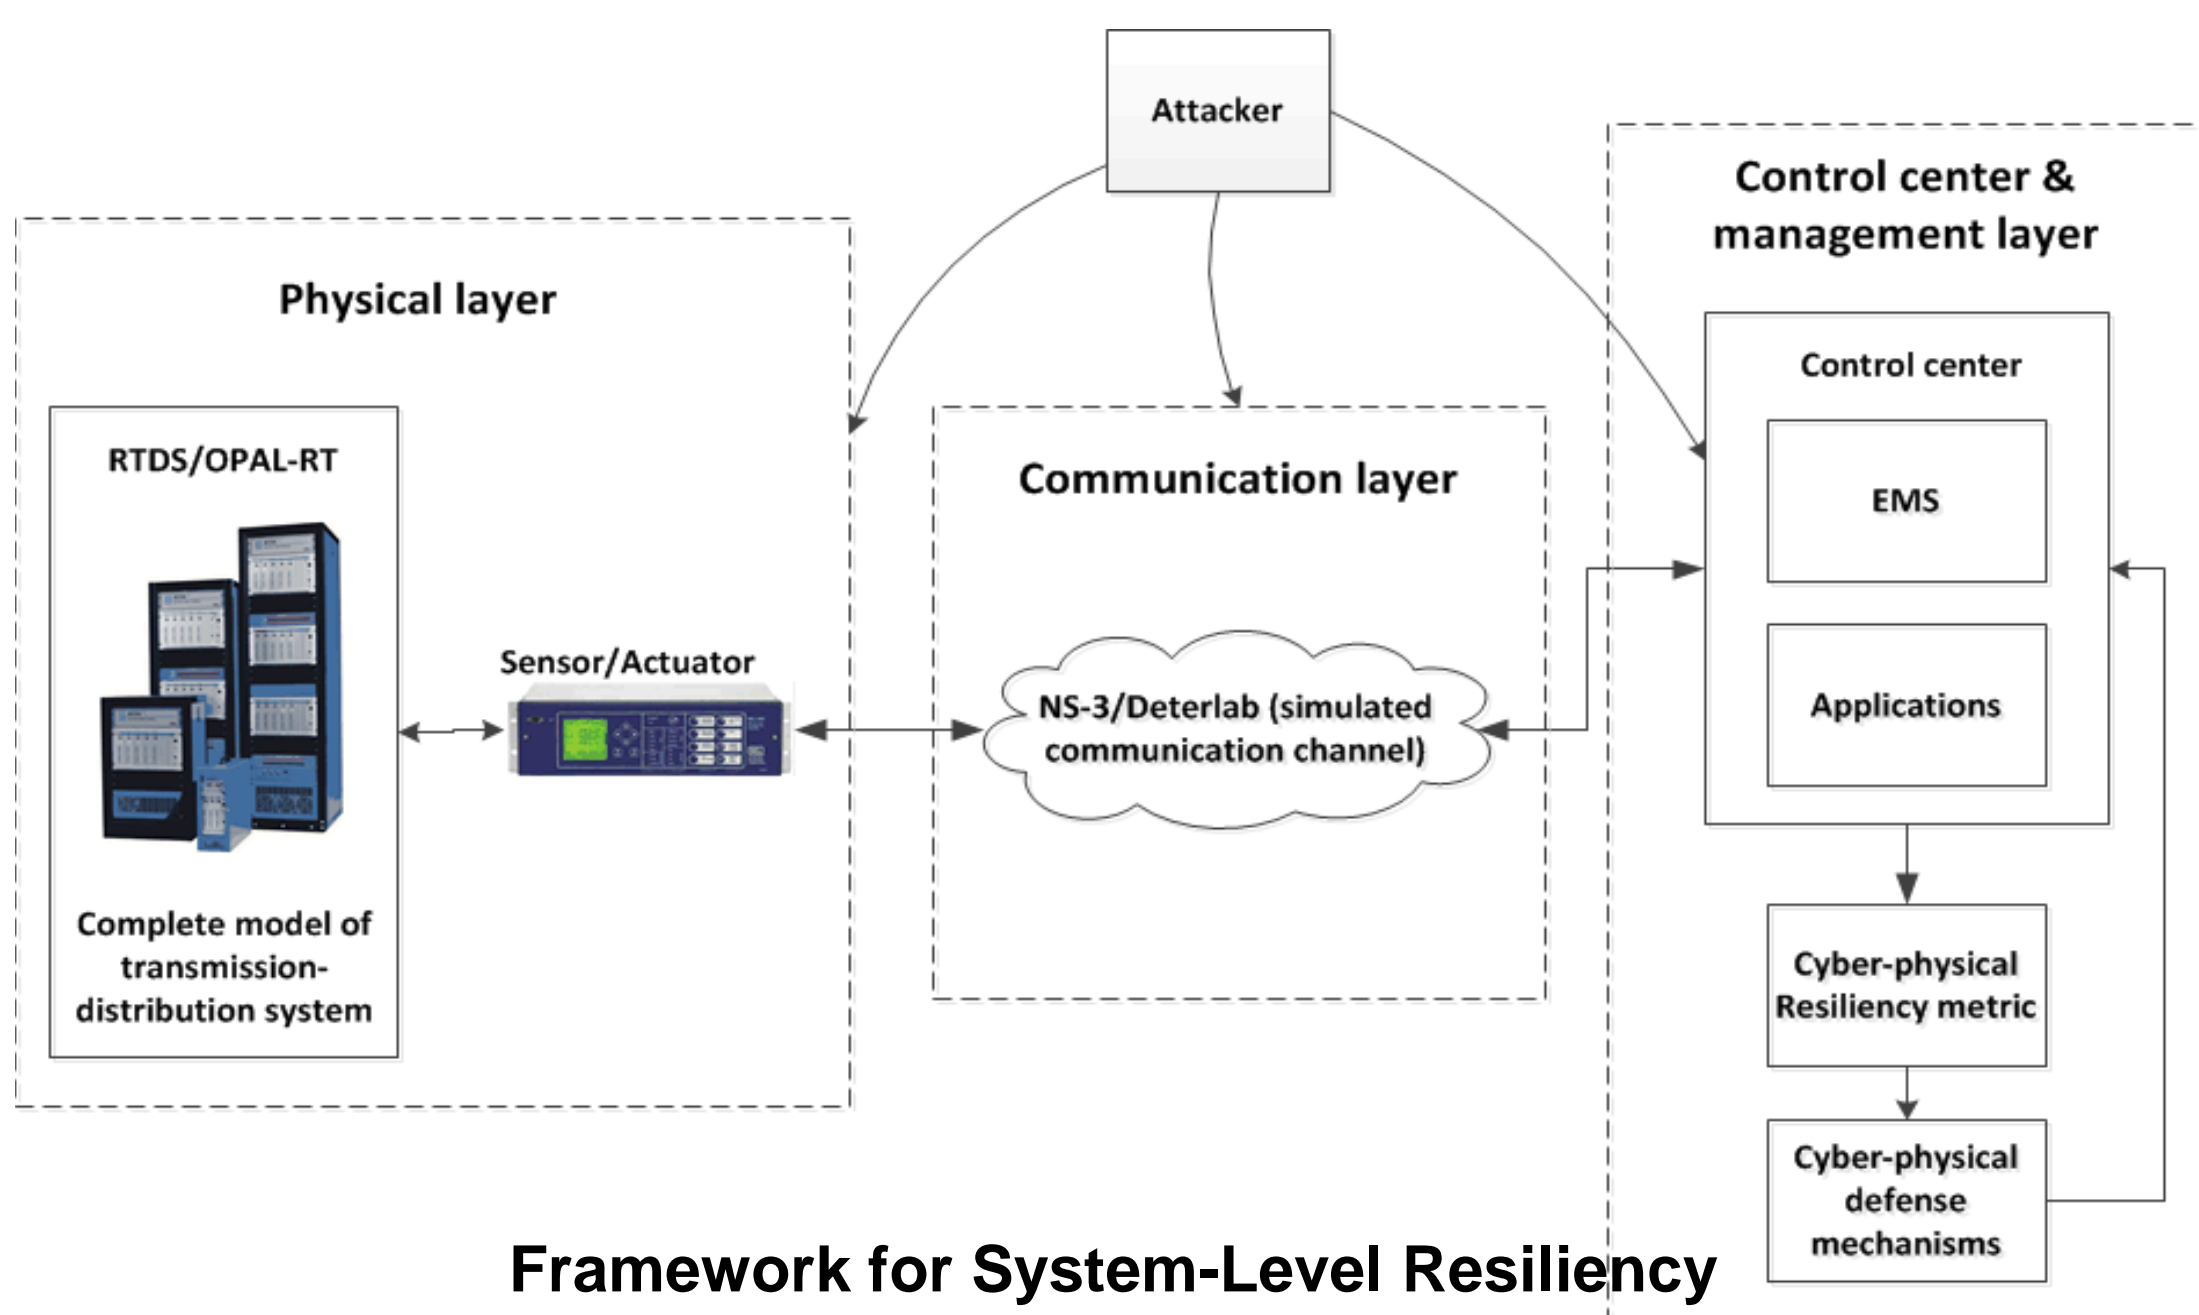 Attacker
Control center &
management layer
Physical layer
Control center
RTDS/OPAL-RT
Communication layer
EMS
Sensor/Actuator
NS-3/Deterlab (simulated
communication channel)
Applications
Complete model of
transmission-
distribution system
Cyber-physical
Resiliency metric
Cyber-physical
defense
mechanisms
Framework for System-Level Resiliency